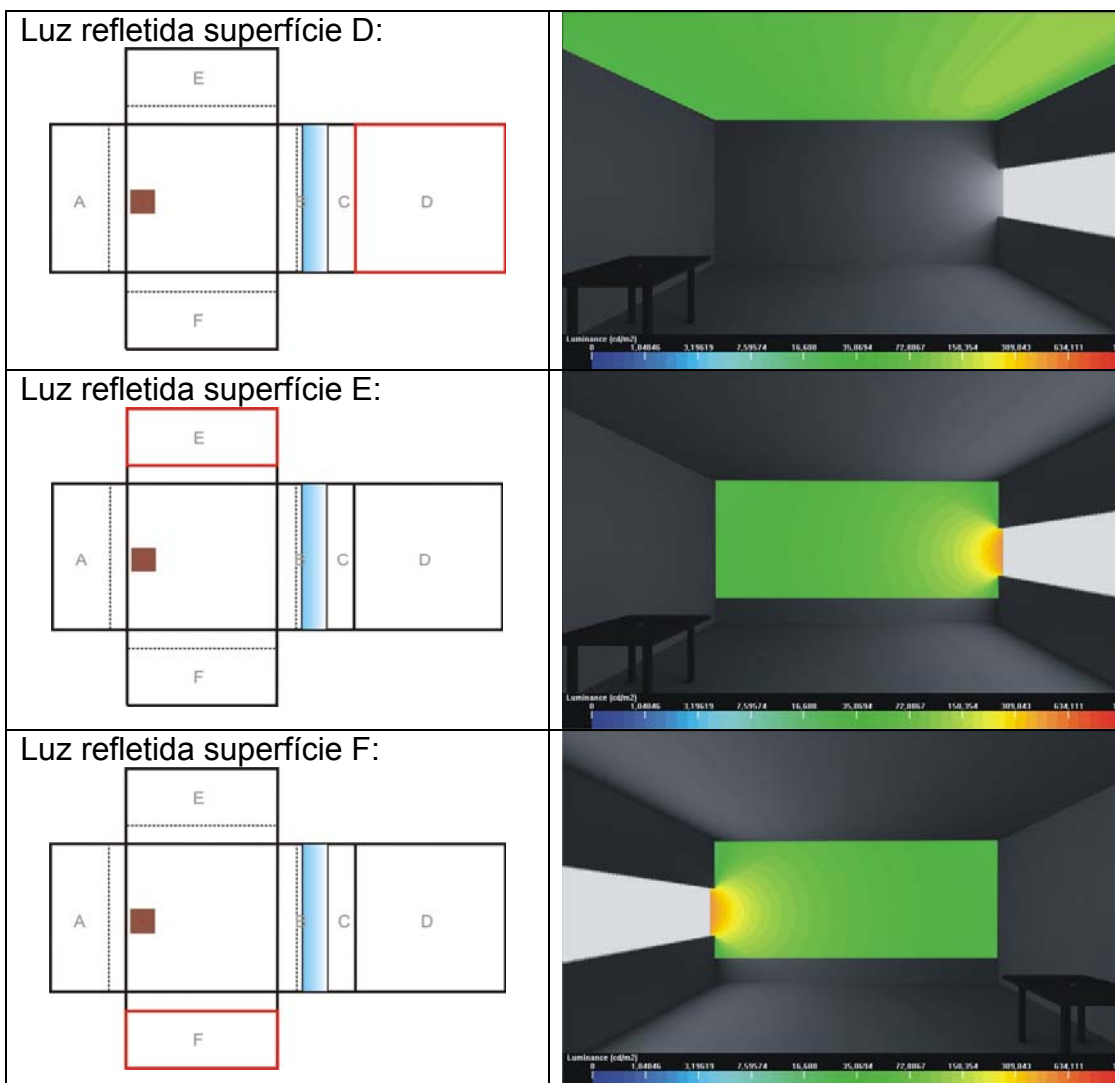 Luz refletida superfície D:
E
A
B
C
D
F
Luminance (cd/m2)
0 1,04846 3,19619 7,59574 16,608 35,0694 72,8867 150,354 309,043 634,111
Luz refletida superfície E:
E
A
B
C
D
F
Luminance (cd/m2)
0 1,04846 3,19619 7,59574 16,608 35,0694 72,8867 150,354 309,043 634,111
Luz refletida superfície F:
E
A
B
C
D
F
Luminance (cd/m2)
0 1,04846 3,19619 7,59574 16,608 35,0694 72,8867 150,354 309,043 634,111